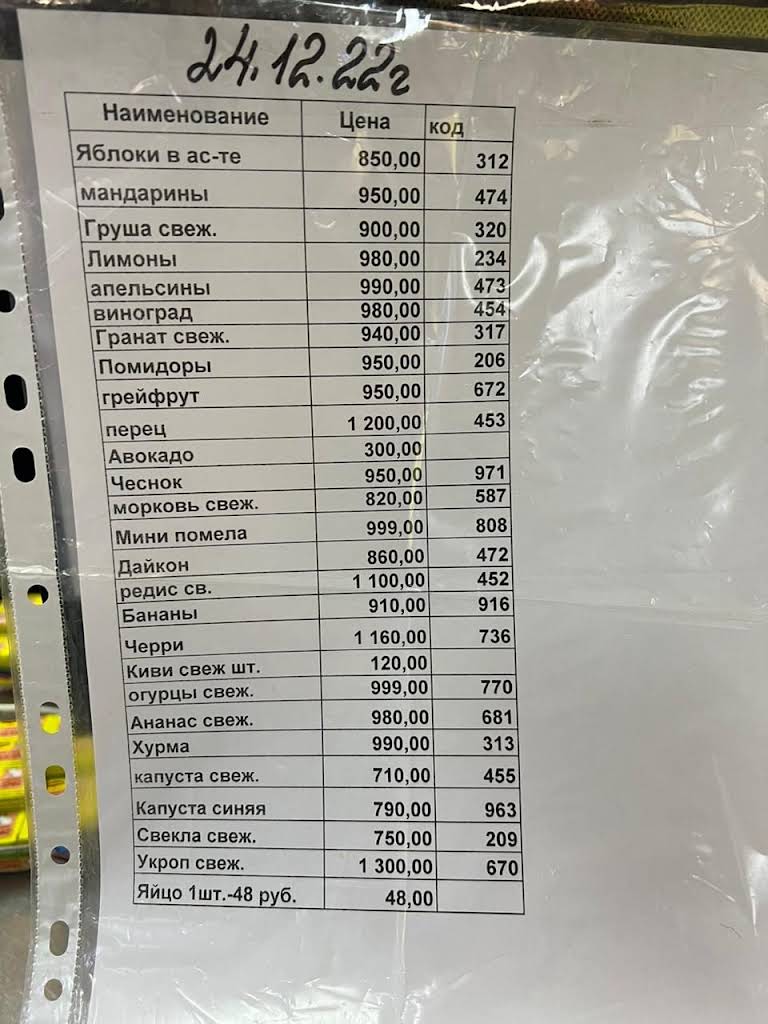 24.12.22г
Наименование Цена код
Яблоки в ас-те 850,00 312
мандарины 950,00 474
Груша свеж. 900,00 320
Лимоны 980,00 234
апельсины 990,00 473
виноград 980,00 454
Гранат свеж. 940,00 317
Помидоры 950,00 206
грейфрут 950,00 672
перец 1 200,00 453
Авокадо 300,00
Чеснок 950,00 971
морковь свеж. 820,00 587
Мини помела 999,00 808
Дайкон 860,00 472
редис св. 1 100,00 452
Бананы 910,00 916
Черри 1 160,00 736
Киви свеж шт. 120,00
огурцы свеж. 999,00 770
Ананас свеж. 980,00 681
Хурма 990,00 313
капуста свеж. 710,00 455
Капуста синяя 790,00 963
Свекла свеж. 750,00 209
Укроп свеж. 1 300,00 670
Яйцо 1шт.-48 руб. 48,00